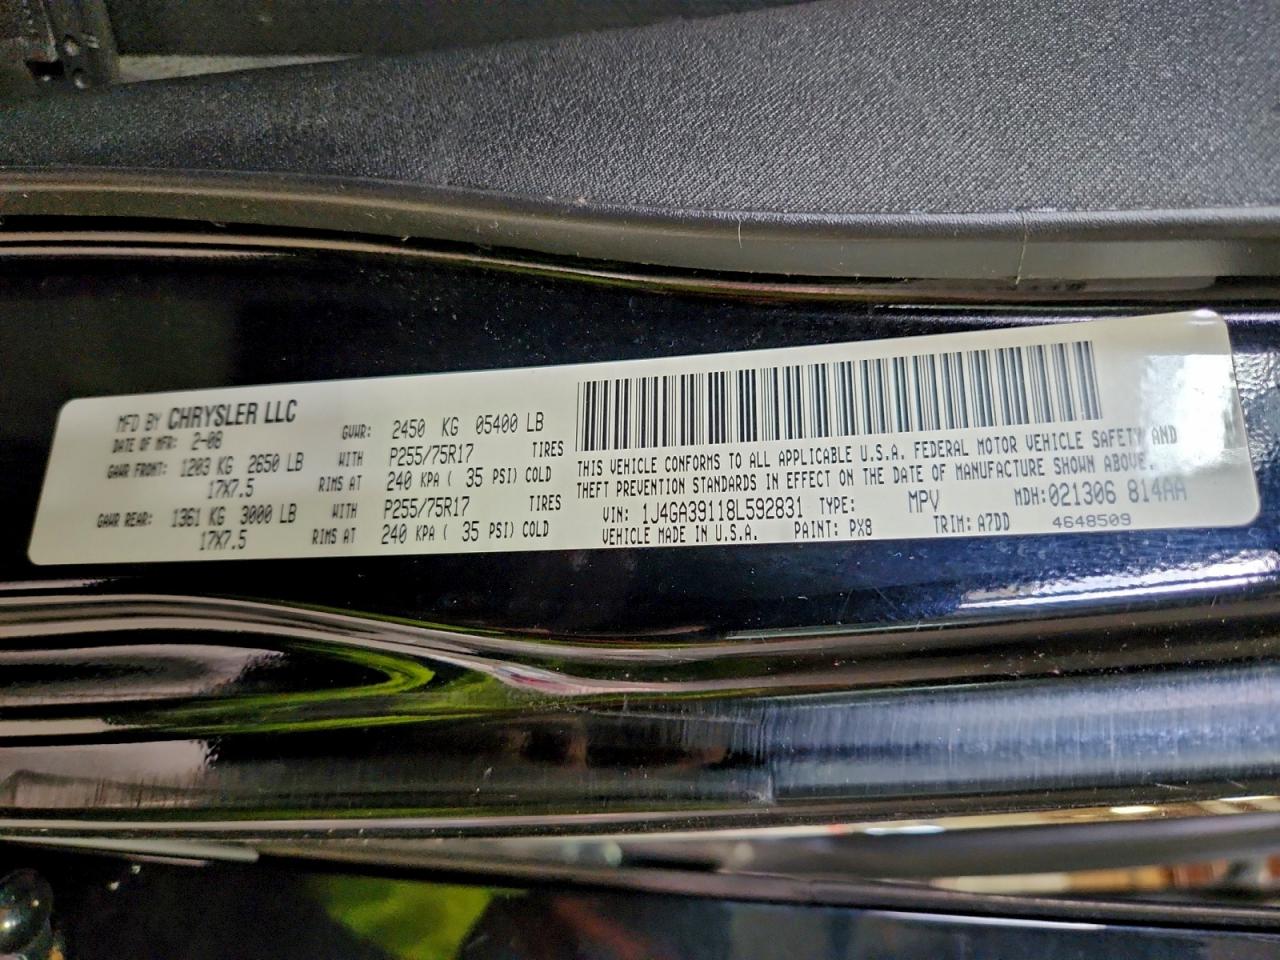 MFD BY CHRYSLER LLC
DATE OF MFR: 2-08 GVWR: 2450 KG 05400 LB
GAWR FRONT: 1203 KG 2650 LB WITH P255/75R17 TIRES
17X7.5 RIMS AT 240 KPA ( 35 PSI) COLD
GAWR REAR: 1361 KG 3000 LB WITH P255/75R17 TIRES
17X7.5 RIMS AT 240 KPA ( 35 PSI) COLD
THIS VEHICLE CONFORMS TO ALL APPLICABLE U.S.A. FEDERAL MOTOR VEHICLE SAFETY AND
THEFT PREVENTION STANDARDS IN EFFECT ON THE DATE OF MANUFACTURE SHOWN ABOVE.
VIN: 1J4GA39118L592831 TYPE: MPV MDH:021306 814AA
VEHICLE MADE IN U.S.A. PAINT: PX8 TRIM: A7DD 4648509